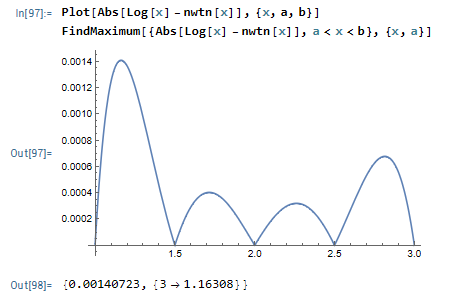 In[97]:= Plot[Abs[Log[x] - nwtn[x]], {x, a, b}]
FindMaximum[{Abs[Log[x] - nwtn[x]], a < x < b}, {x, a}]
0.0014
0.0012
0.0010
0.0008
Out[97]=
0.0006
0.0004
0.0002
1.5 2.0 2.5 3.0
Out[98]= {0.00140723, {3 → 1.16308}}